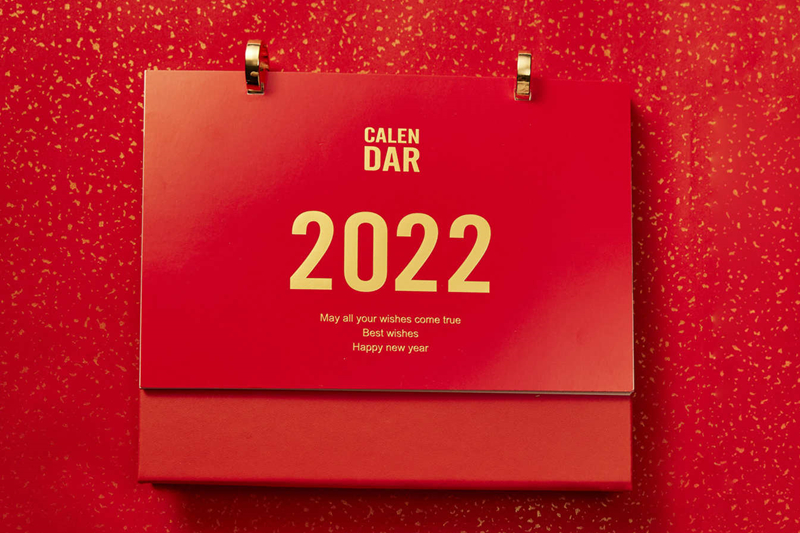 CALEN
DAR
2022
May all your wishes come true
Best wishes
Happy new year